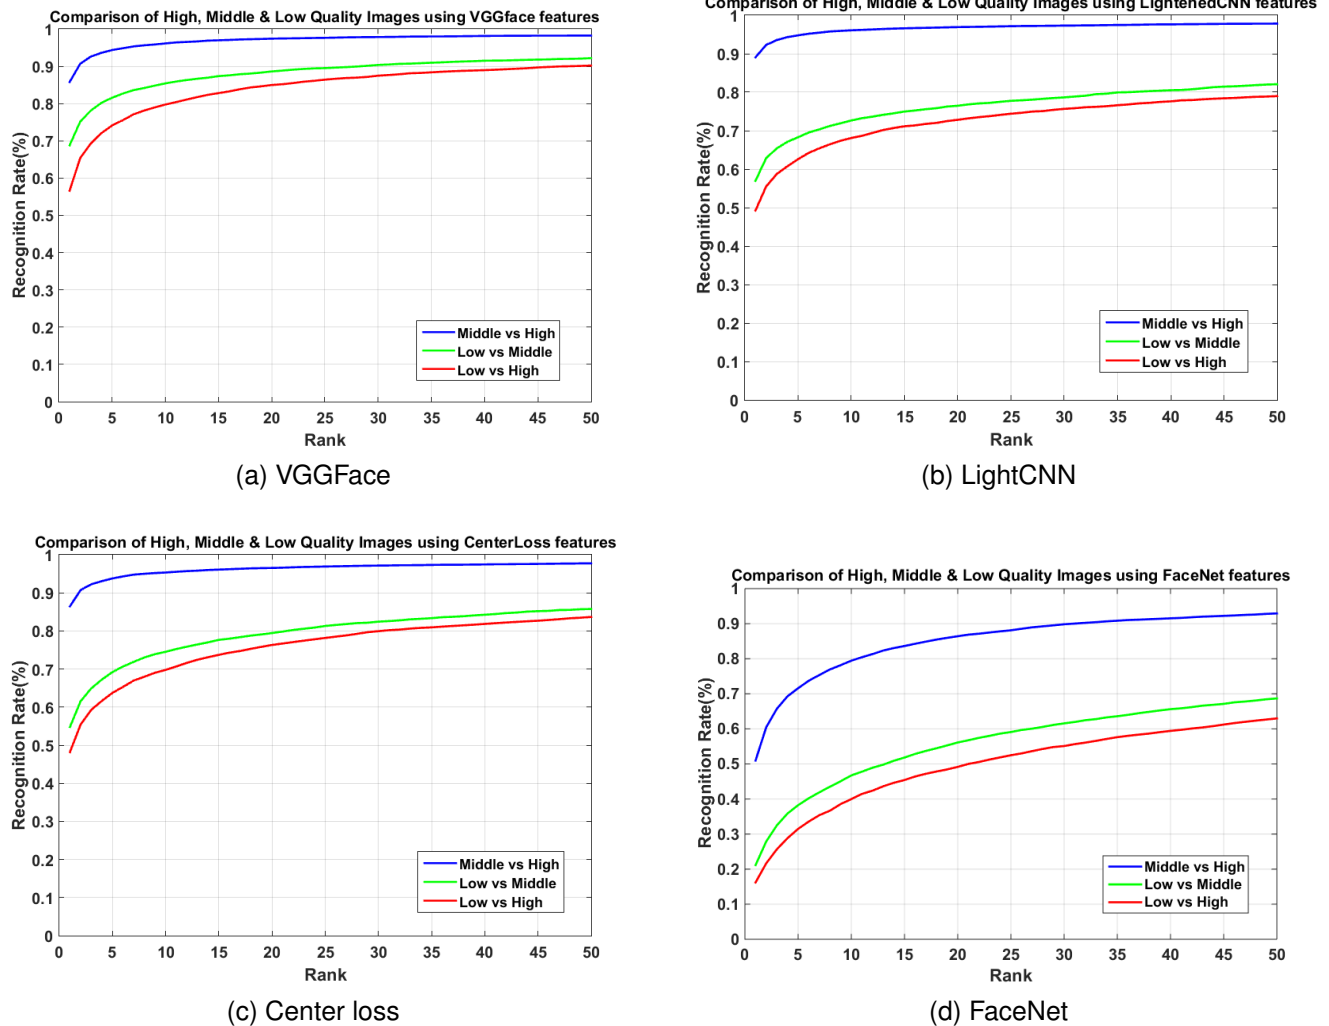 Comparison of High, Middle & Low Quality Images using VGGface features
1
0.9
0.8
0.7
0.6
0.5
0.4
0.3
0.2
0.1
0
Recognition Rate(%)
Middle vs High
Low vs Middle
Low vs High
0 5 10 15 20 25 30 35 40 45 50
Rank
(a) VGGFace
Comparison of High, Middle & Low Quality Images using LightenedCNN features
1
0.9
0.8
0.7
0.6
0.5
0.4
0.3
0.2
0.1
0
Recognition Rate(%)
Middle vs High
Low vs Middle
Low vs High
0 5 10 15 20 25 30 35 40 45 50
Rank
(b) LightCNN
Comparison of High, Middle & Low Quality Images using CenterLoss features
1
0.9
0.8
0.7
0.6
0.5
0.4
0.3
0.2
0.1
0
Recognition Rate(%)
Middle vs High
Low vs Middle
Low vs High
0 5 10 15 20 25 30 35 40 45 50
Rank
(c) Center loss
Comparison of High, Middle & Low Quality Images using FaceNet features
1
0.9
0.8
0.7
0.6
0.5
0.4
0.3
0.2
0.1
0
Recognition Rate(%)
Middle vs High
Low vs Middle
Low vs High
0 5 10 15 20 25 30 35 40 45 50
Rank
(d) FaceNet